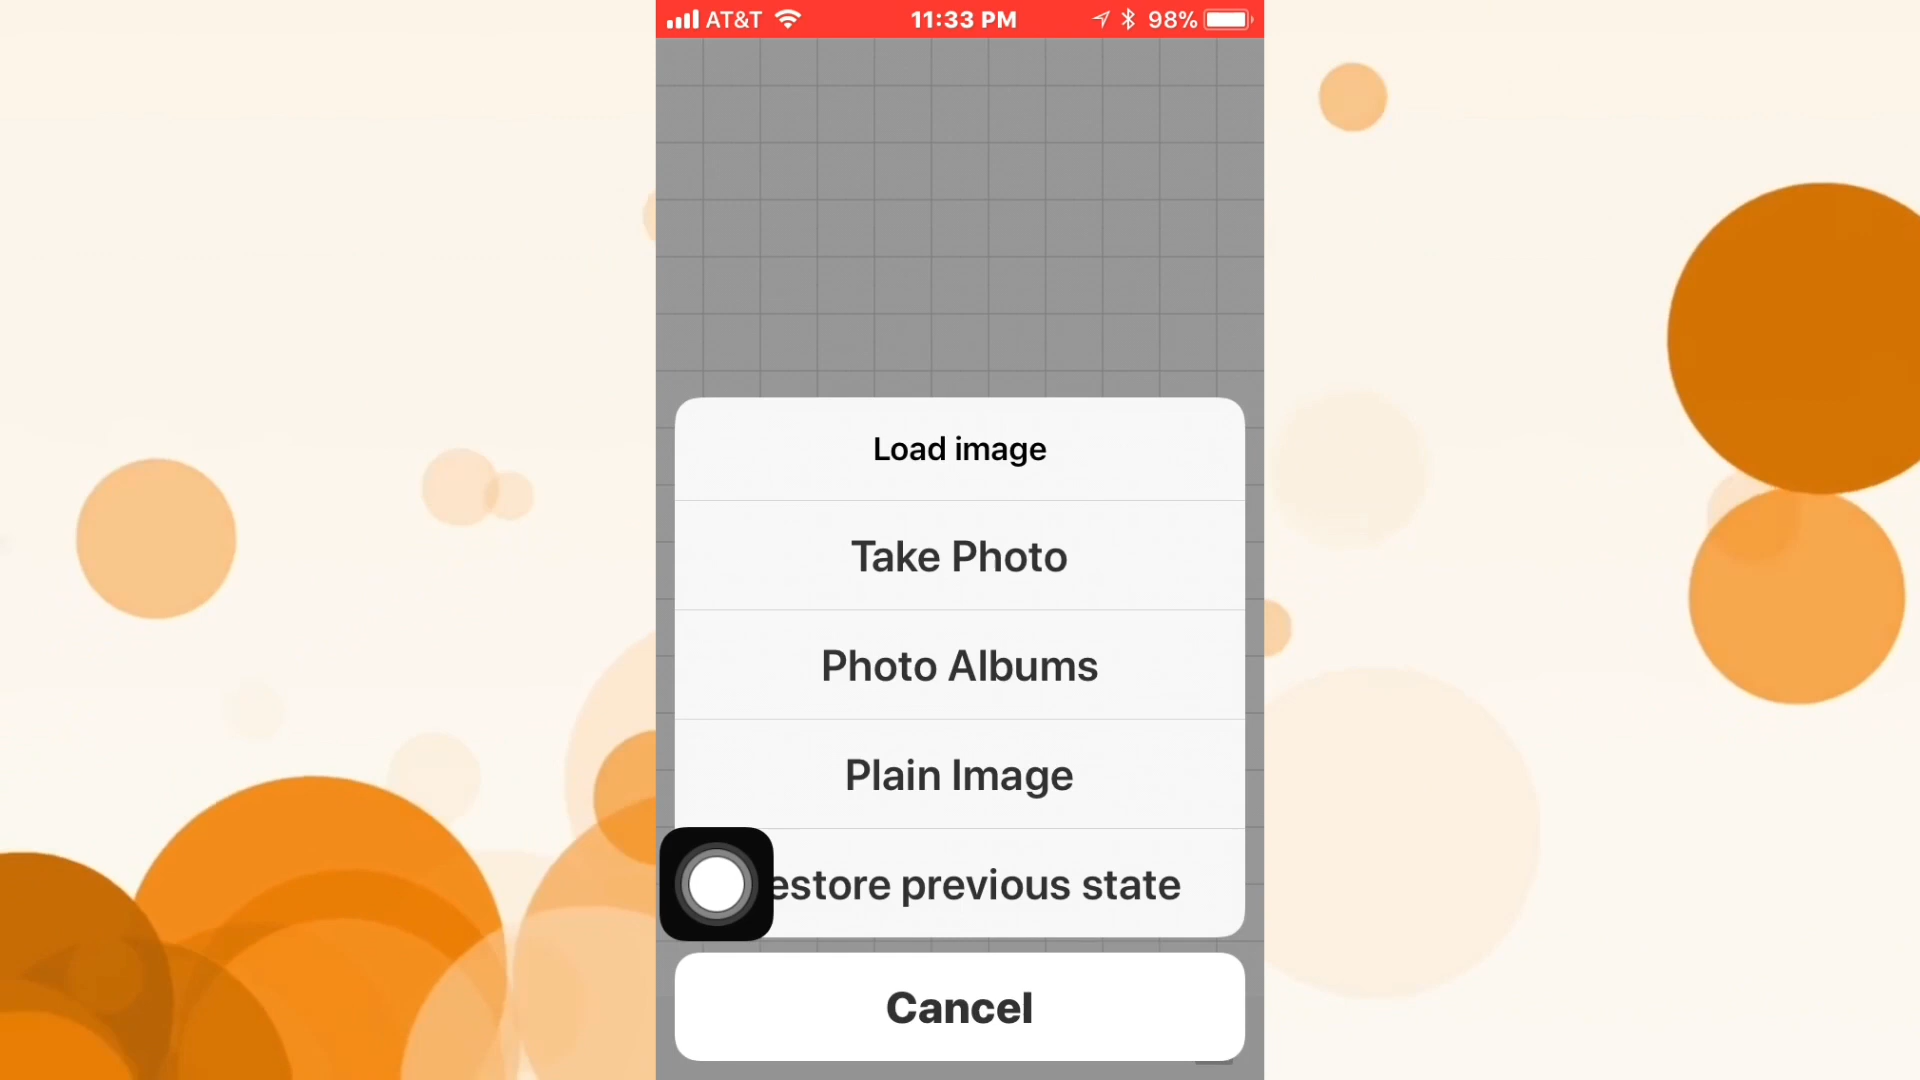 AT&T 11:33 PM 98%
Load image
Take Photo
Photo Albums
Plain Image
estore previous state
Cancel